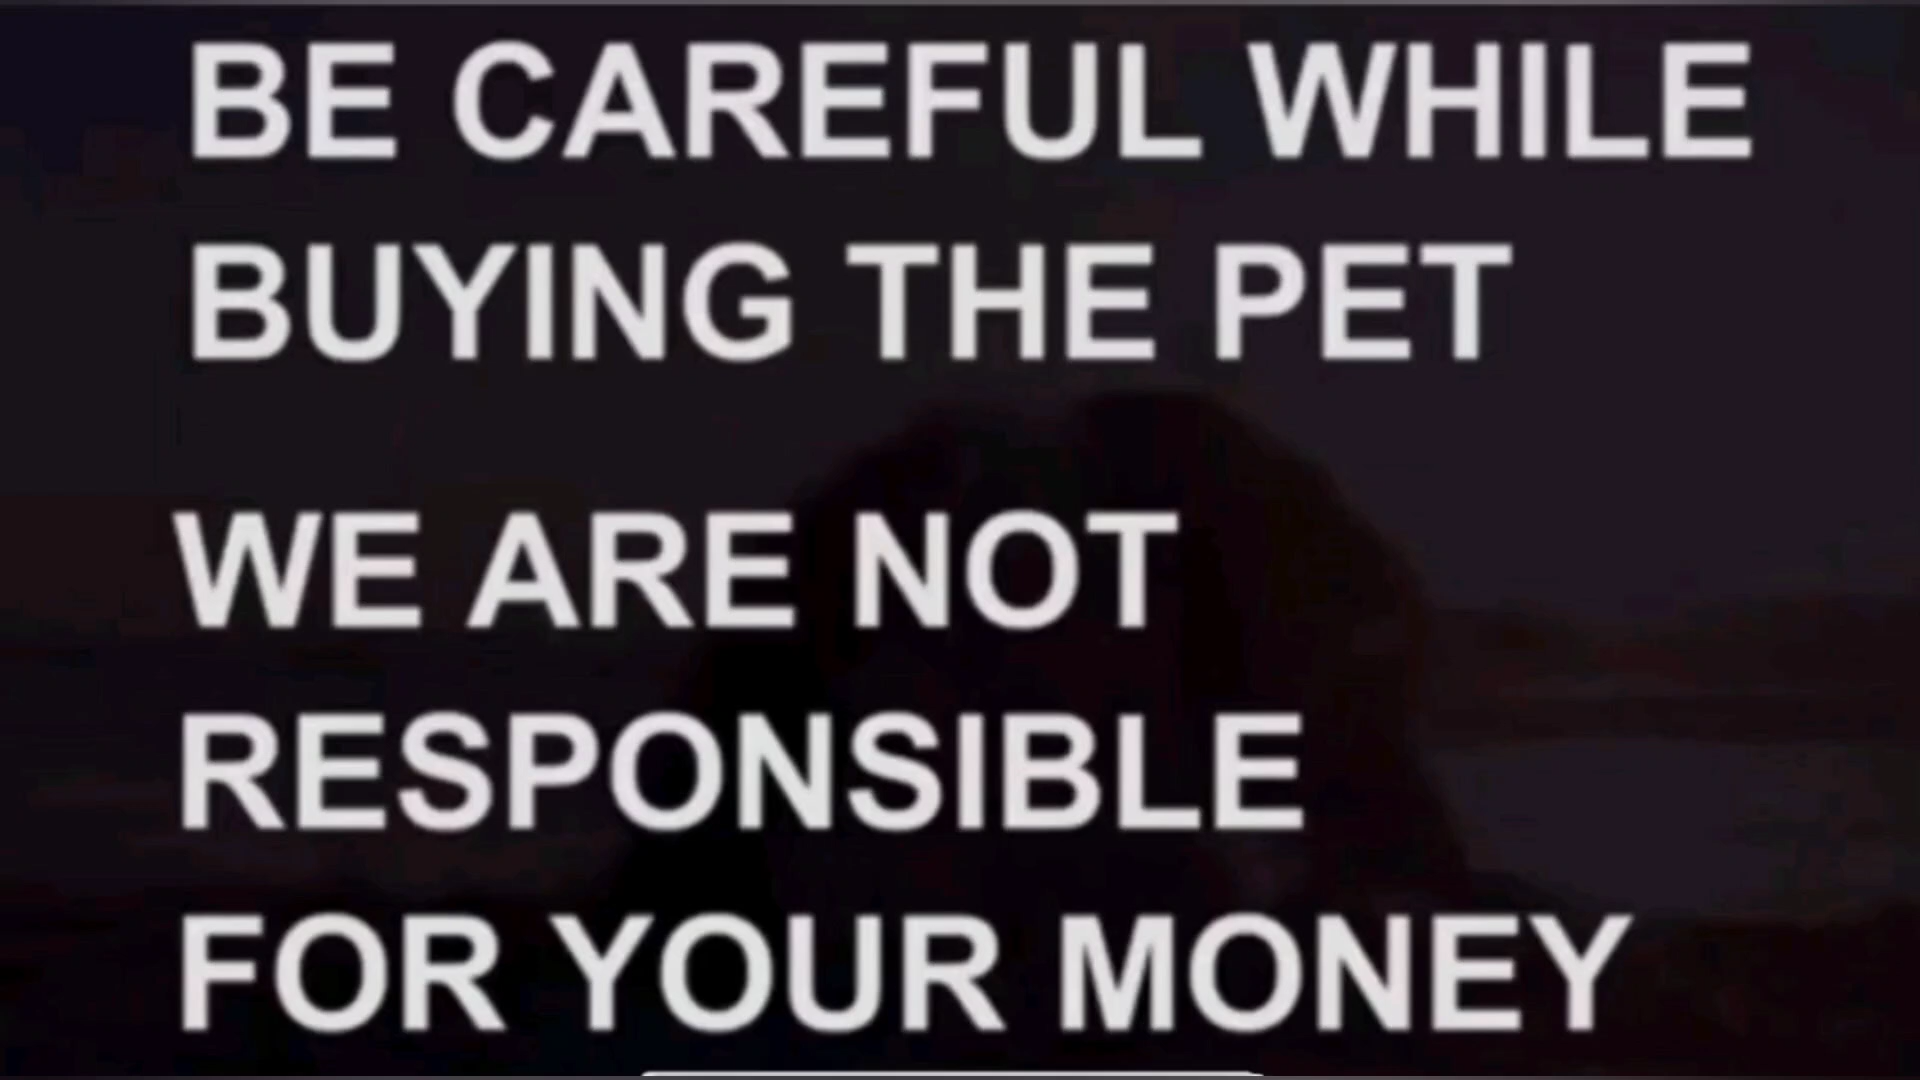 BE CAREFUL WHILE
BUYING THE PET
WE ARE NOT
RESPONSIBLE
FOR YOUR MONEY